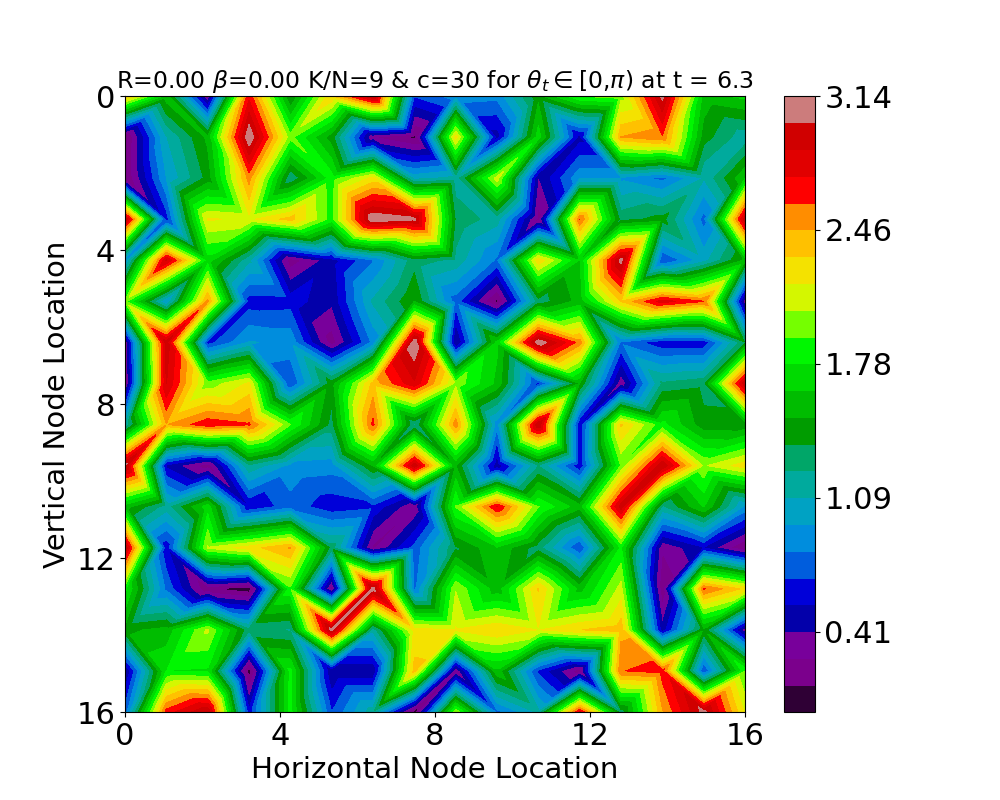 R=0.00 β=0.00 K/N=9 & c=30 for θₜ ∈ [0,π) at t = 6.3
0
4
8
12
16
Vertical Node Location
0 4 8 12 16
Horizontal Node Location
3.14
2.46
1.78
1.09
0.41